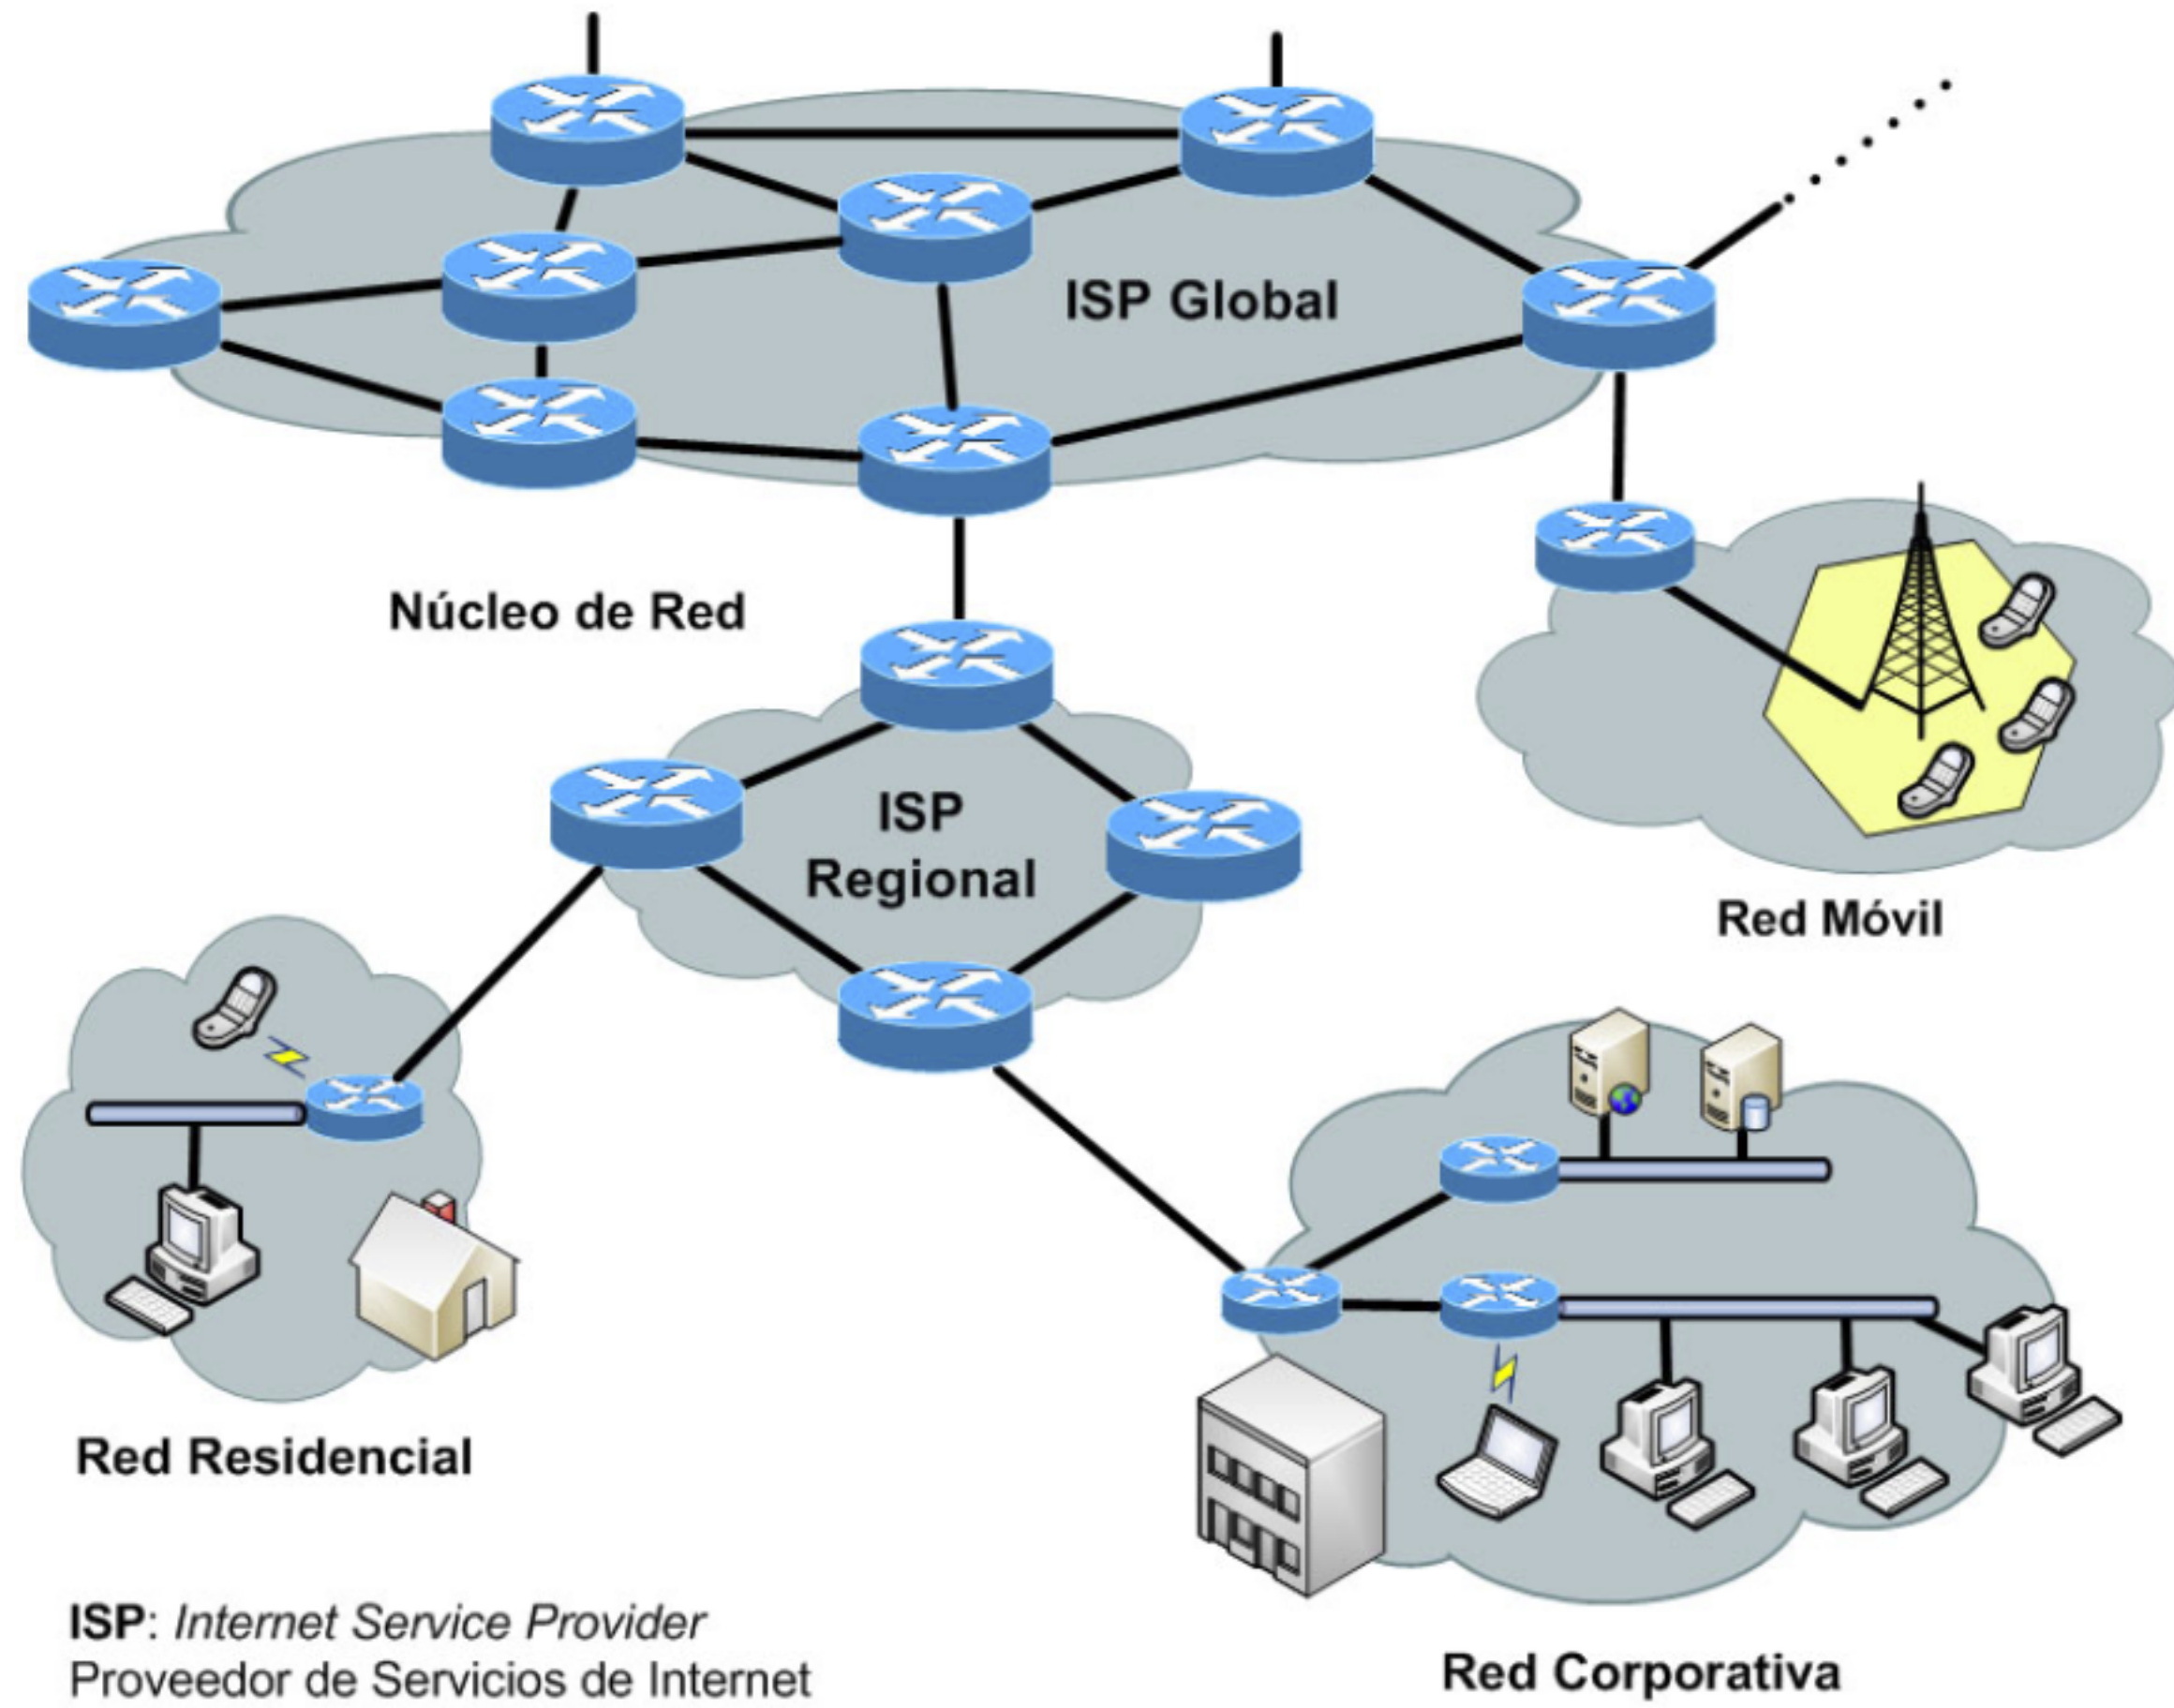 ISP Global
Núcleo de Red
ISP
Regional
Red Móvil
Red Residencial
ISP: Internet Service Provider
Proveedor de Servicios de Internet
Red Corporativa